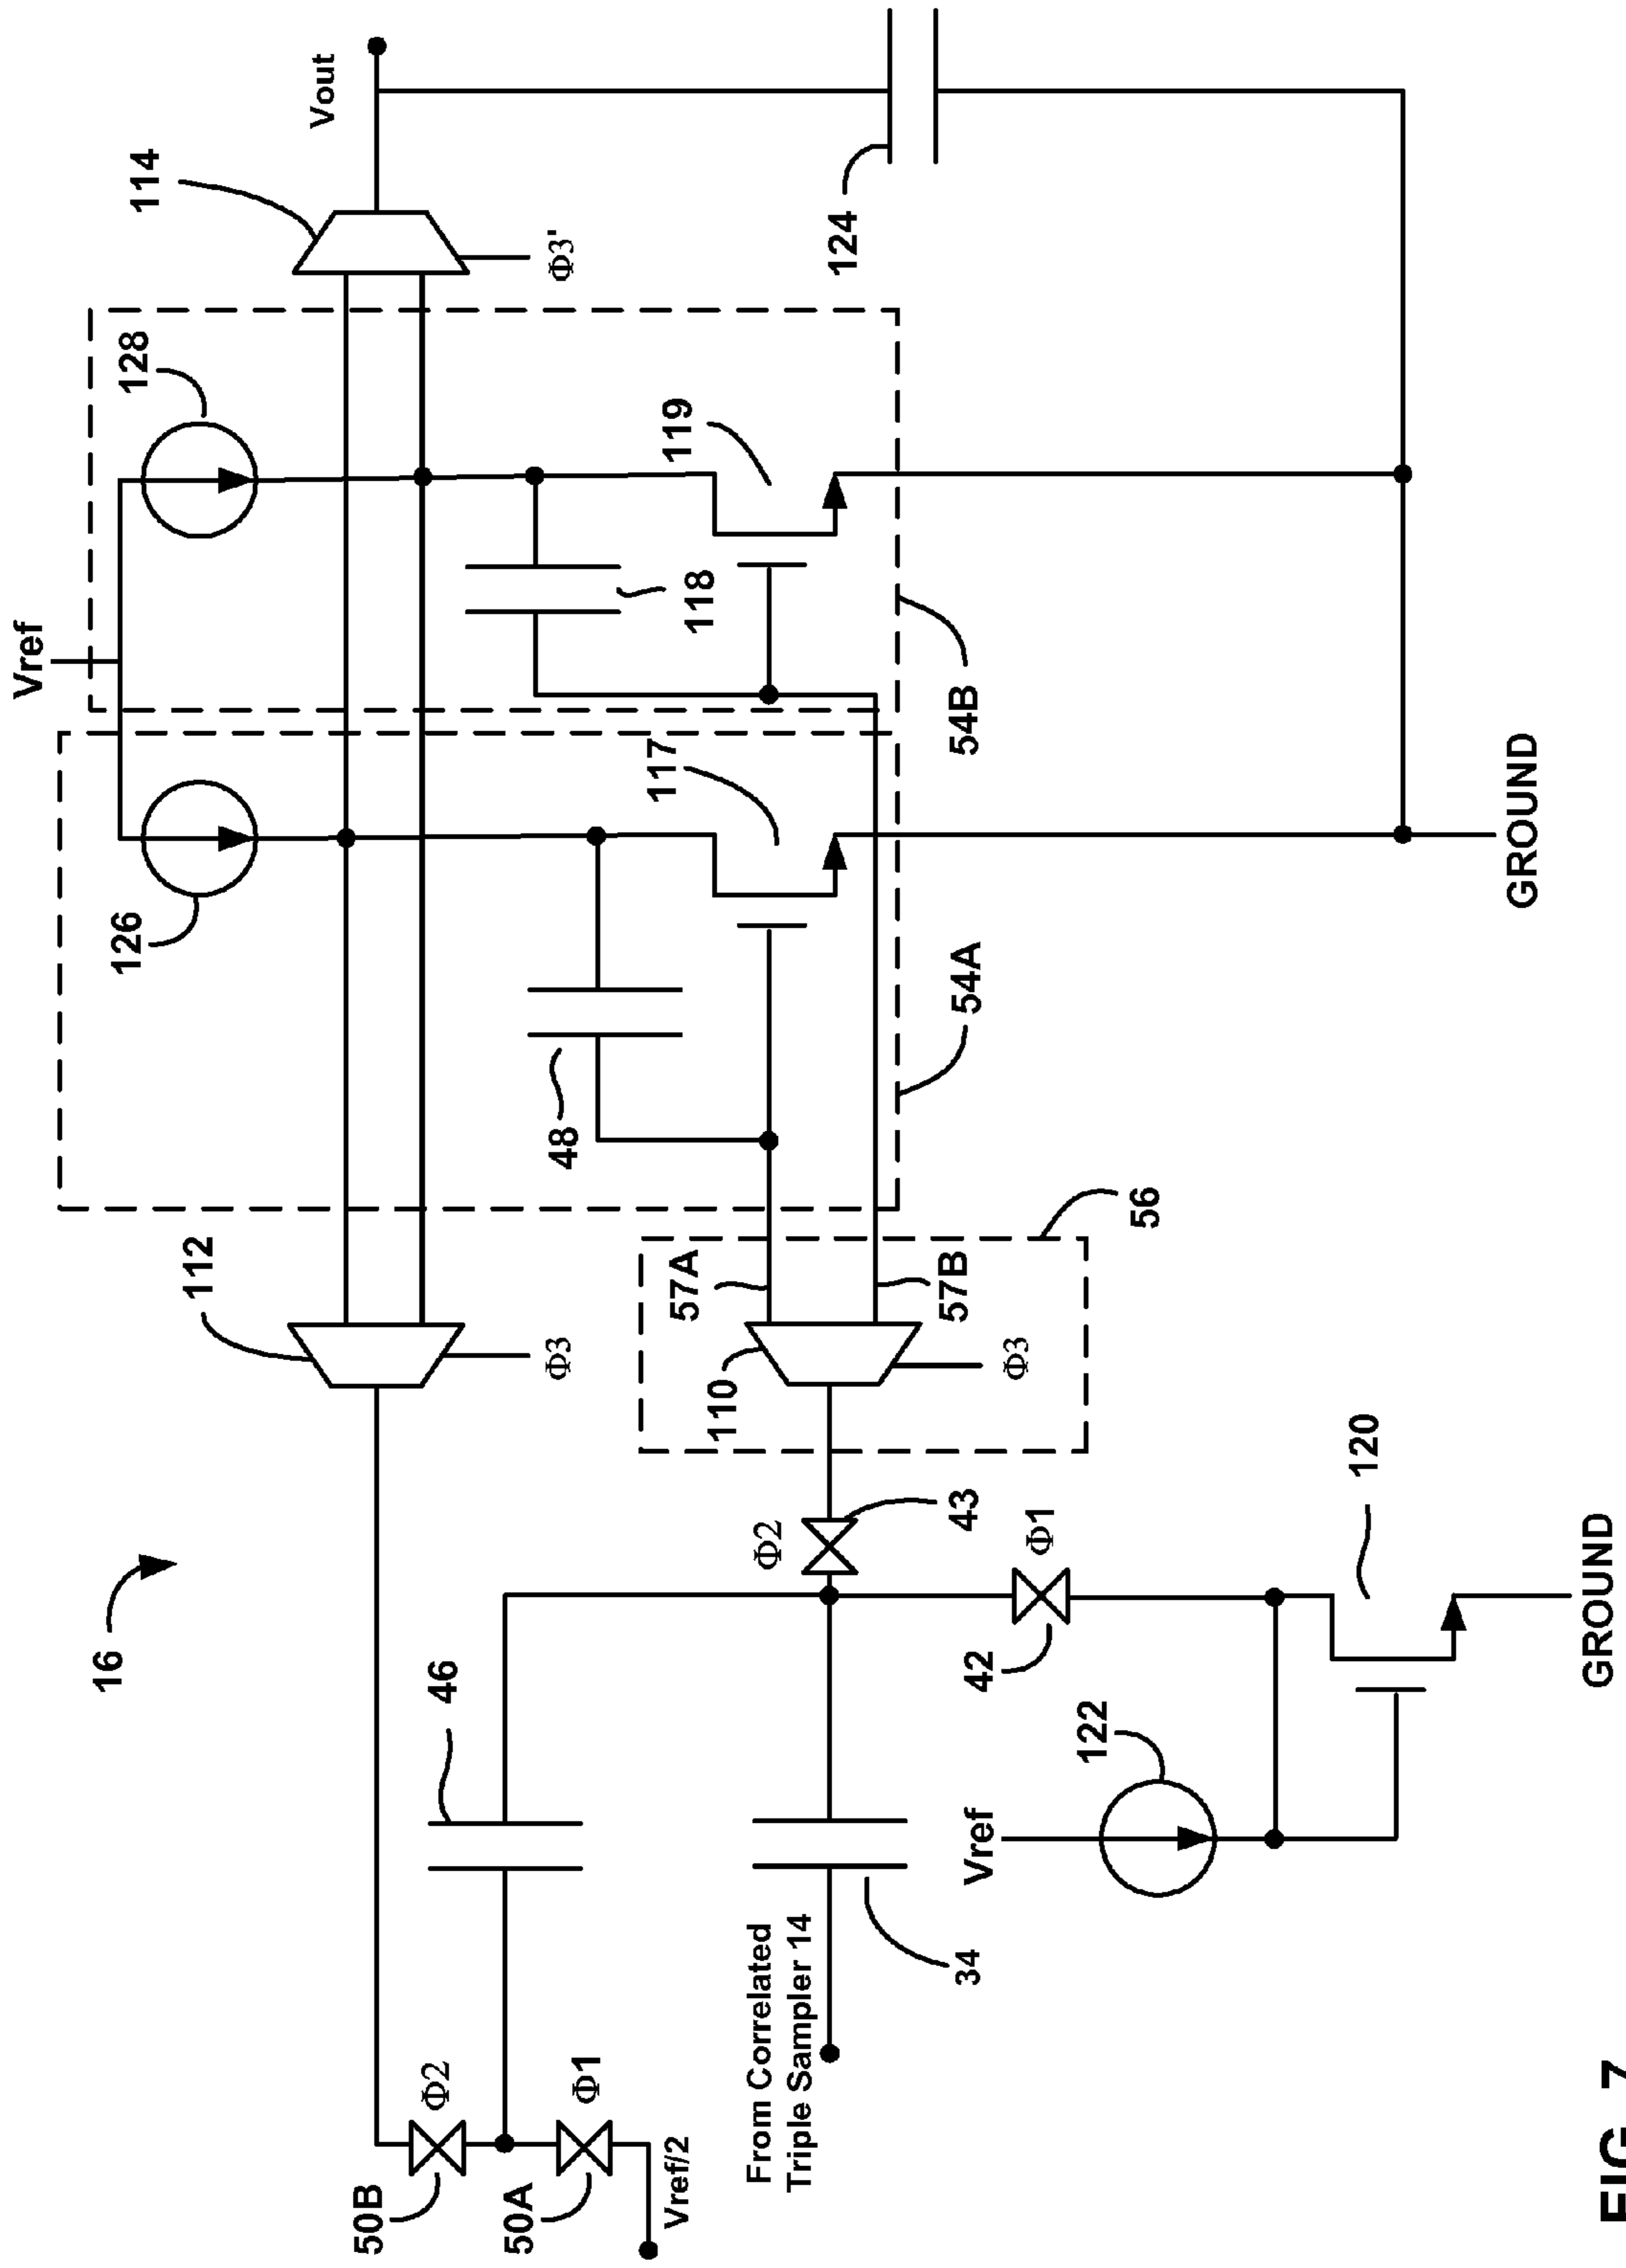 16
Vref
126
128
114
Vout
112
Φ3
Φ3'
50B
Φ2
50A
Φ1
Vref/2
46
48
117
118
119
124
From Correlated
Triple Sampler 14
34
Φ2
43
110
57A
57B
Φ3
56
54A
54B
42
Φ1
Vref
122
120
GROUND
GROUND
FIG. 7